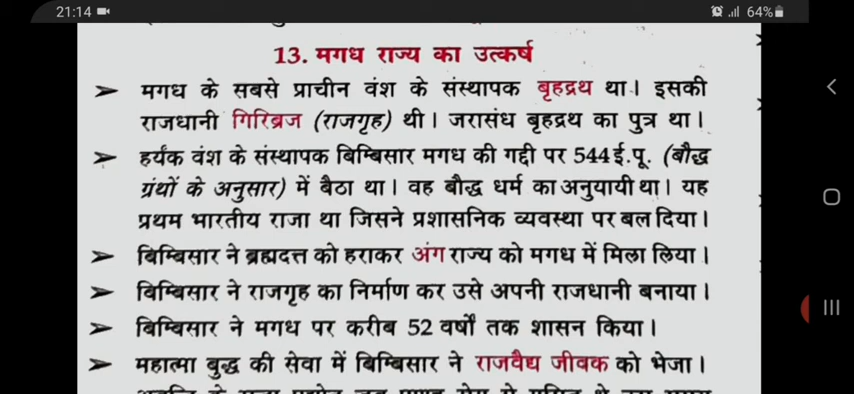 21:14
64%
13. मगध राज्य का उत्कर्ष
➢ मगध के सबसे प्राचीन वंश के संस्थापक बृहद्रथ था। इसकी
राजधानी गिरिब्रज (राजगृह) थी। जरासंध बृहद्रथ का पुत्र था।
➢ हर्यंक वंश के संस्थापक बिम्बिसार मगध की गद्दी पर 544 ई.पू. (बौद्ध
ग्रंथों के अनुसार) में बैठा था। वह बौद्ध धर्म का अनुयायी था। यह
प्रथम भारतीय राजा था जिसने प्रशासनिक व्यवस्था पर बल दिया।
➢ बिम्बिसार ने ब्रह्मदत्त को हराकर अंग राज्य को मगध में मिला लिया।
➢ बिम्बिसार ने राजगृह का निर्माण कर उसे अपनी राजधानी बनाया।
➢ बिम्बिसार ने मगध पर करीब 52 वर्षों तक शासन किया।
➢ महात्मा बुद्ध की सेवा में बिम्बिसार ने राजवैद्य जीवक को भेजा।